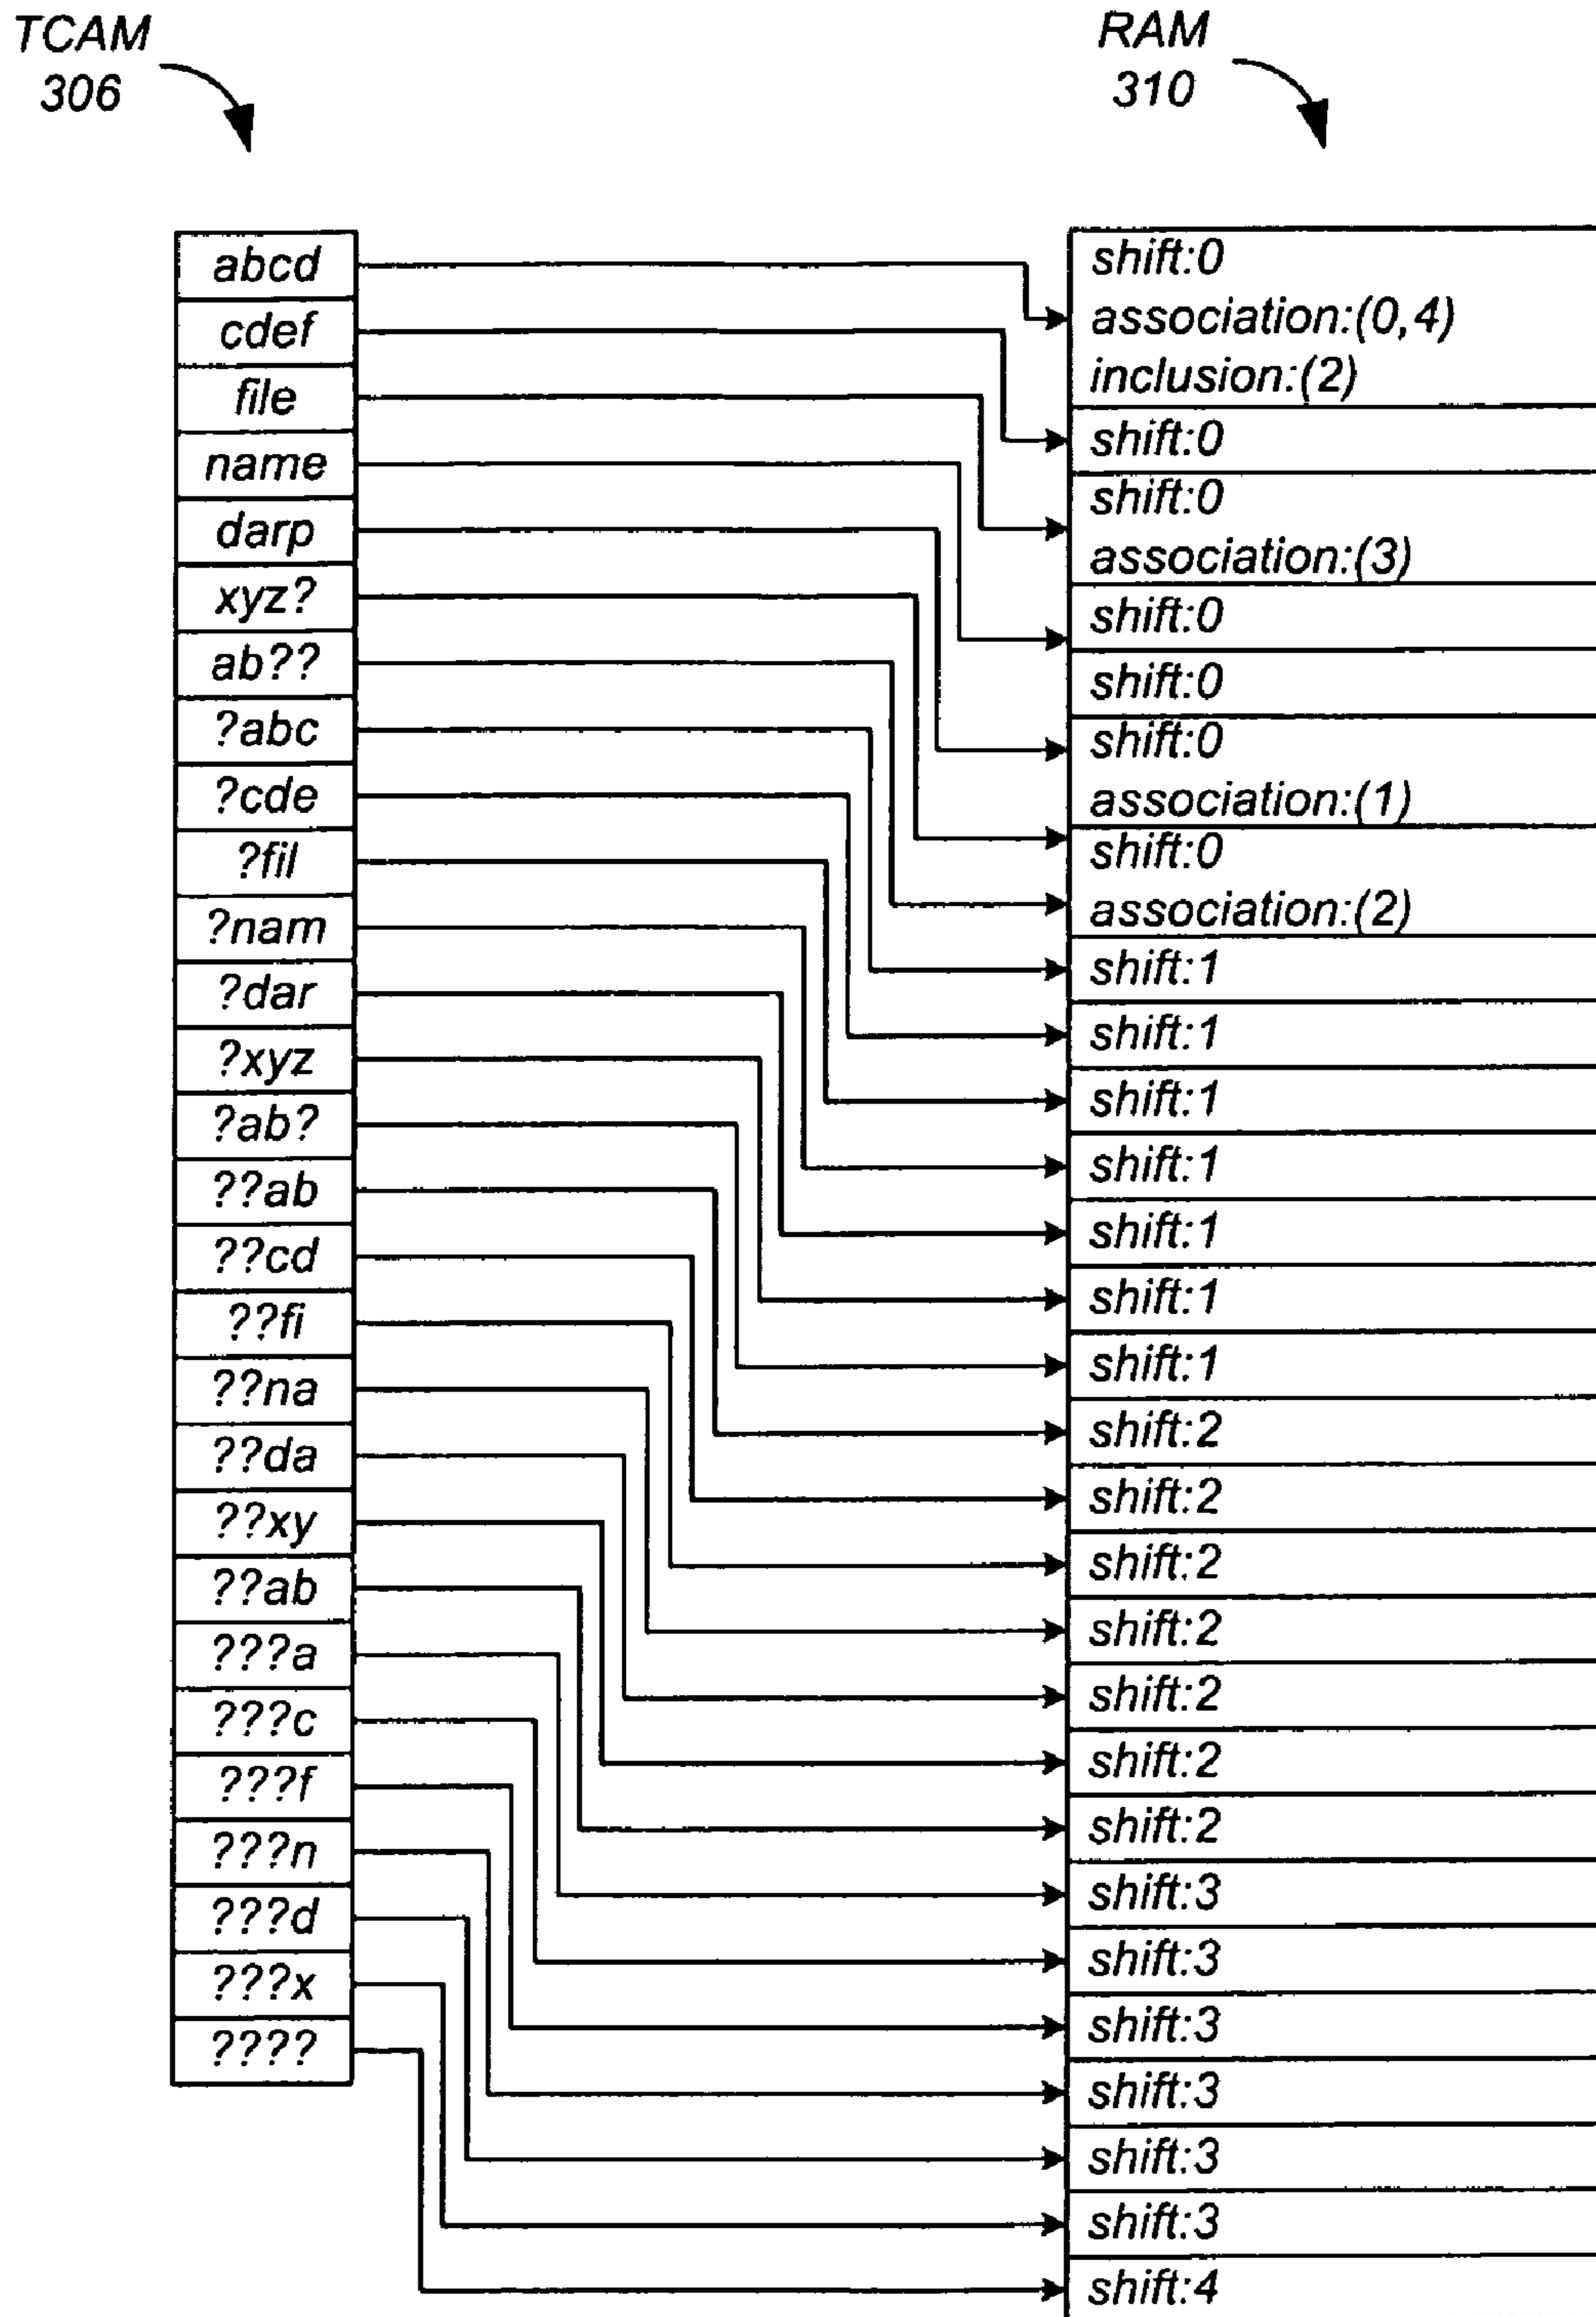 TCAM
306
RAM
310
abcd
cdef
file
name
darp
xyz?
ab??
?abc
?cde
?fil
?nam
?dar
?xyz
?ab?
??ab
??cd
??fi
??na
??da
??xy
??ab
???a
???c
???f
???n
???d
???x
????
shift:0
association:(0,4)
inclusion:(2)
shift:0
shift:0
association:(3)
shift:0
shift:0
shift:0
association:(1)
shift:0
association:(2)
shift:1
shift:1
shift:1
shift:1
shift:1
shift:1
shift:1
shift:2
shift:2
shift:2
shift:2
shift:2
shift:2
shift:2
shift:3
shift:3
shift:3
shift:3
shift:3
shift:3
shift:4